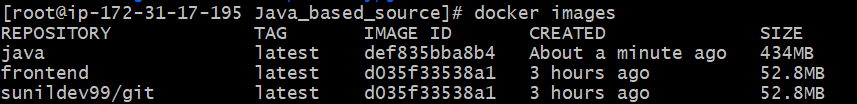 [root@ip-172-31-17-195 Java_based_source]# docker images
REPOSITORY TAG IMAGE ID CREATED SIZE
java latest def835bba8b4 About a minute ago 434MB
frontend latest d035f33538a1 3 hours ago 52.8MB
sunildev99/git latest d035f33538a1 3 hours ago 52.8MB